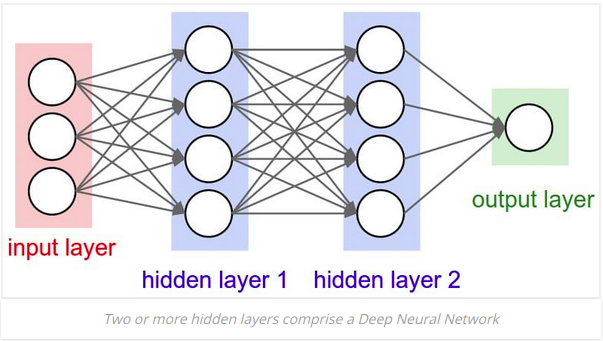 input layer
hidden layer 1
hidden layer 2
output layer
Two or more hidden layers comprise a Deep Neural Network